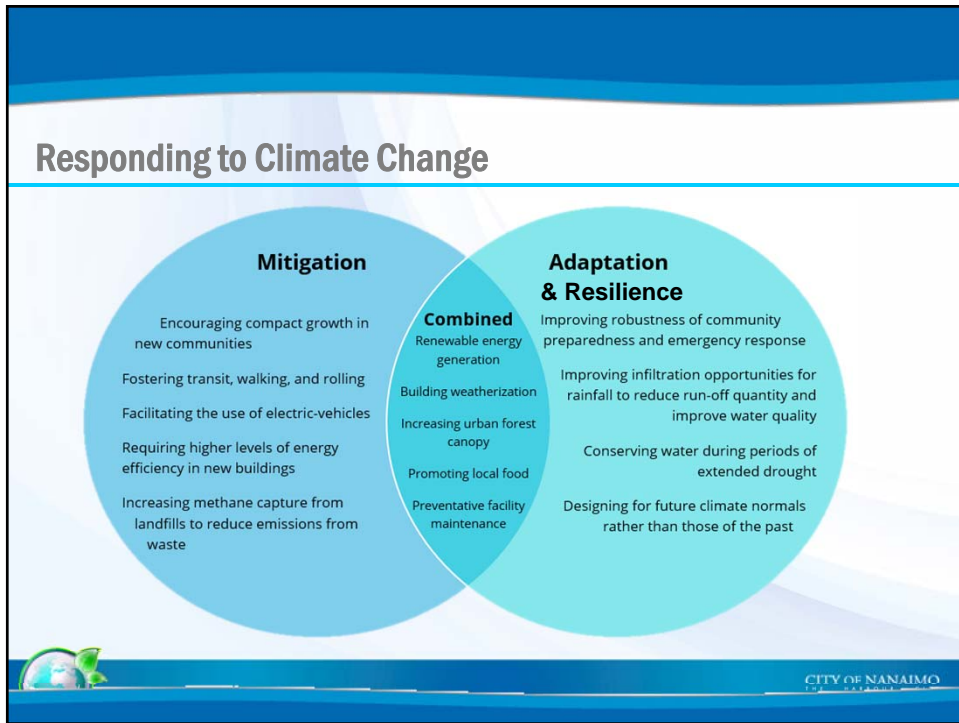 Responding to Climate Change
Mitigation
Encouraging compact growth in
new communities
Fostering transit, walking, and rolling
Facilitating the use of electric-vehicles
Requiring higher levels of energy
efficiency in new buildings
Increasing methane capture from
landfills to reduce emissions from
waste
Combined
Renewable energy
generation
Building weatherization
Increasing urban forest
canopy
Promoting local food
Preventative facility
maintenance
Adaptation
& Resilience
Improving robustness of community
preparedness and emergency response
Improving infiltration opportunities for
rainfall to reduce run-off quantity and
improve water quality
Conserving water during periods of
extended drought
Designing for future climate normals
rather than those of the past
CITY OF NANAIMO
THE HARBOUR